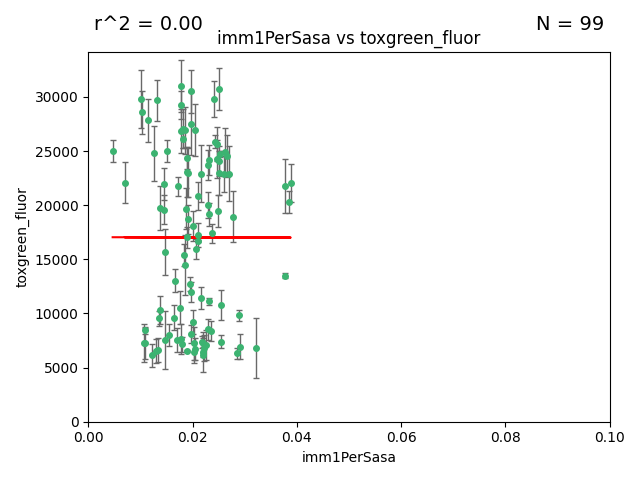 r^2 = 0.00
N = 99
imm1PerSasa vs toxgreen_fluor
toxgreen_fluor
30000
25000
20000
15000
10000
5000
0
0.00 0.02 0.04 0.06 0.08 0.10
imm1PerSasa